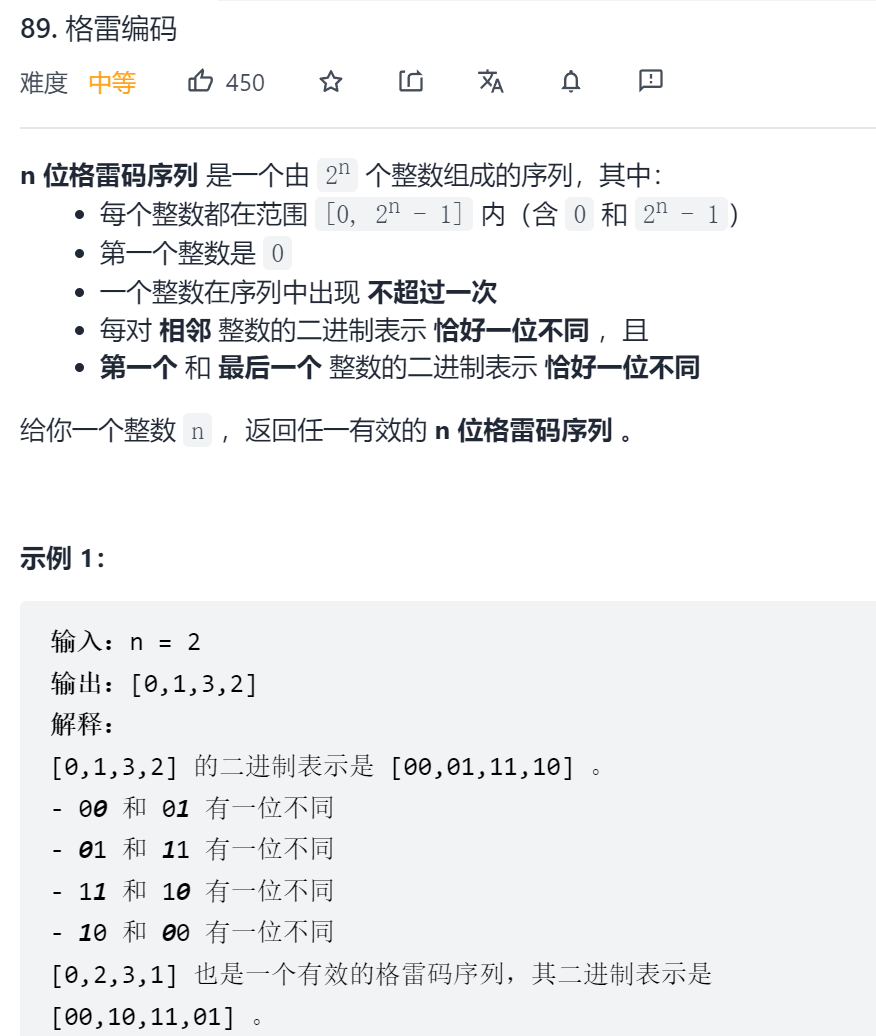 89. 格雷编码
难度 中等 450
n 位格雷码序列 是一个由 2ⁿ 个整数组成的序列，其中：
• 每个整数都在范围 [0, 2ⁿ - 1] 内（含 0 和 2ⁿ - 1）
• 第一个整数是 0
• 一个整数在序列中出现 不超过一次
• 每对 相邻 整数的二进制表示 恰好一位不同 ，且
• 第一个 和 最后一个 整数的二进制表示 恰好一位不同
给你一个整数 n ，返回任一有效的 n 位格雷码序列 。
示例 1：
输入：n = 2
输出：[0,1,3,2]
解释：
[0,1,3,2] 的二进制表示是 [00,01,11,10] 。
- 00 和 01 有一位不同
- 01 和 11 有一位不同
- 11 和 10 有一位不同
- 10 和 00 有一位不同
[0,2,3,1] 也是一个有效的格雷码序列，其二进制表示是
[00,10,11,01] 。